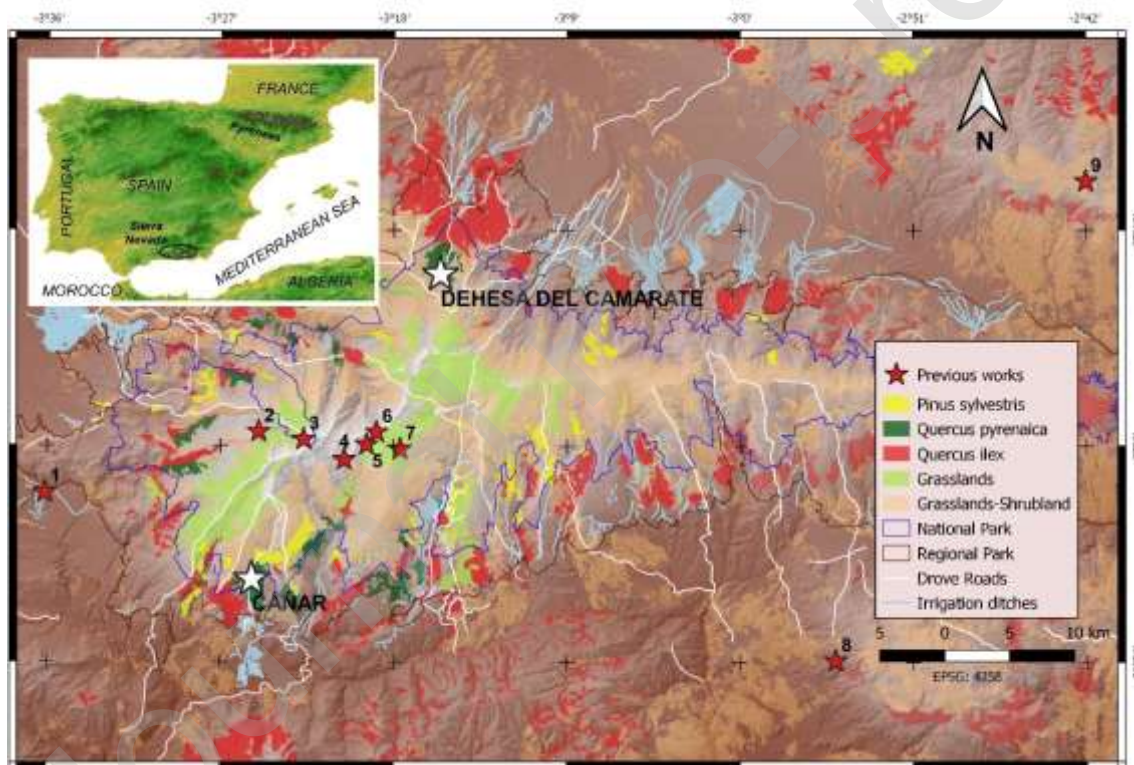 -3°36'
-3°27'
-3°18'
-3°9'
-3°0'
-2°51'
-2°42'
FRANCE
Pyrenees
PORTUGAL
SPAIN
Sierra
Nevada
MEDITERRANEAN SEA
MOROCCO
ALGERIA
N
9
DEHESA DEL CAMARATE
2
3
4
5
6
7
1
CAÑAR
8
Previous works
Pinus sylvestris
Quercus pyrenaica
Quercus ilex
Grasslands
Grasslands-Shrubland
National Park
Regional Park
Drove Roads
Irrigation ditches
5 0 5 10 km
EPSG: 4258